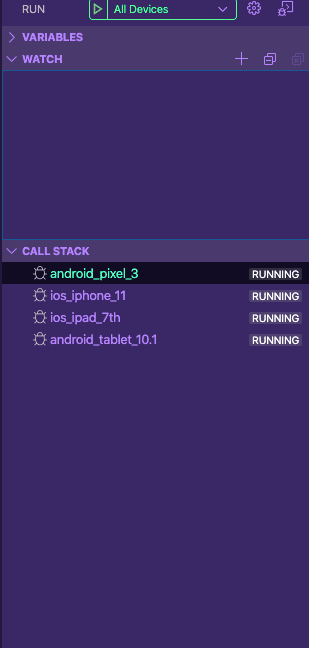 RUN All Devices
VARIABLES
WATCH
CALL STACK
android_pixel_3 RUNNING
ios_iphone_11 RUNNING
ios_ipad_7th RUNNING
android_tablet_10.1 RUNNING